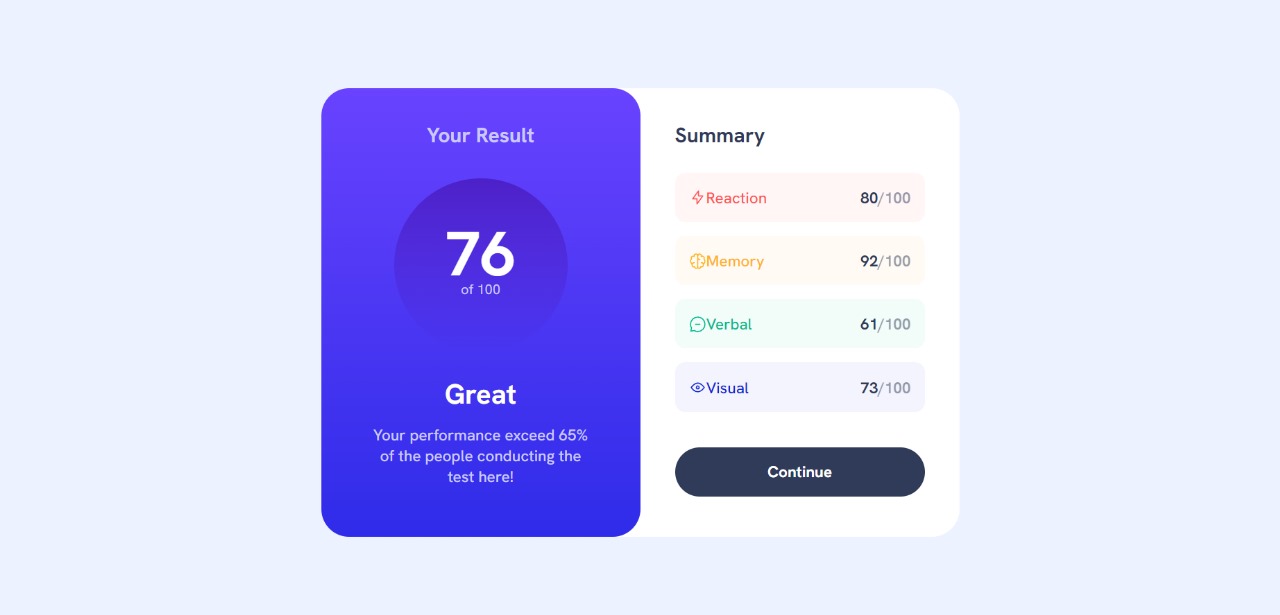 Your Result
76
of 100
Great
Your performance exceed 65%
of the people conducting the
test here!
Summary
Reaction 80/100
Memory 92/100
Verbal 61/100
Visual 73/100
Continue